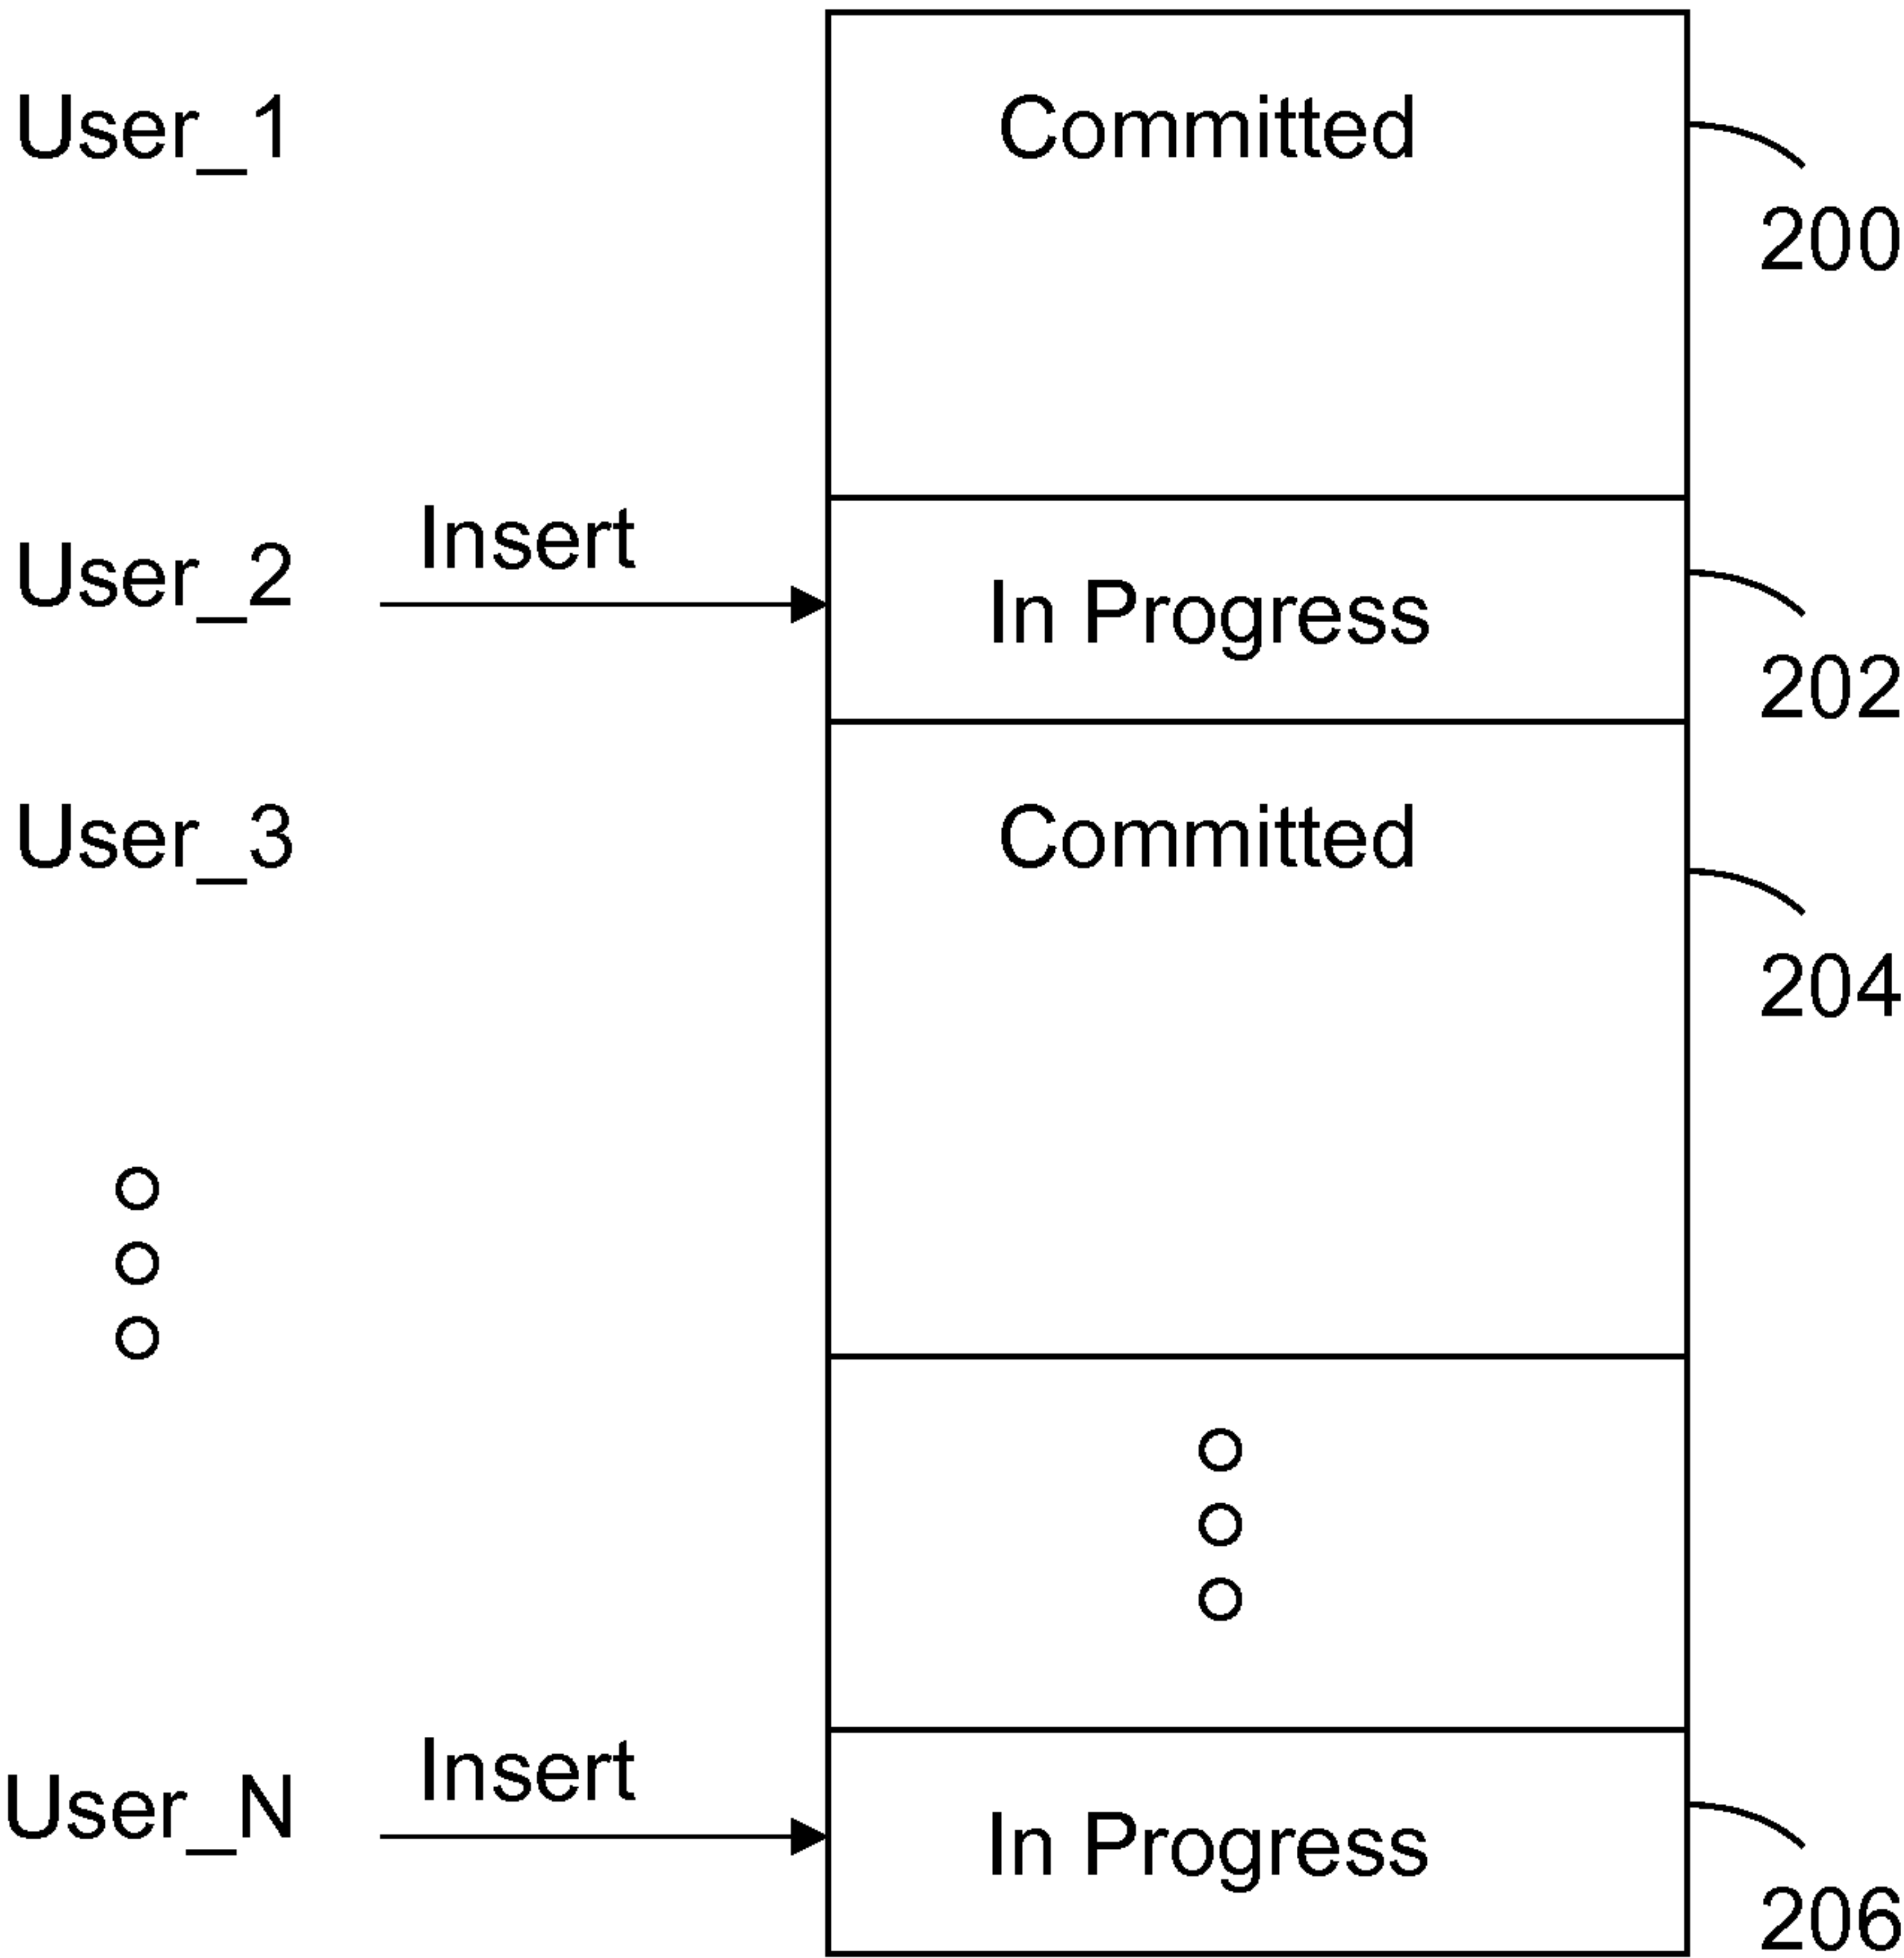 User_1
Committed
200
Insert
User_2
In Progress
202
User_3
Committed
204
Insert
User_N
In Progress
206